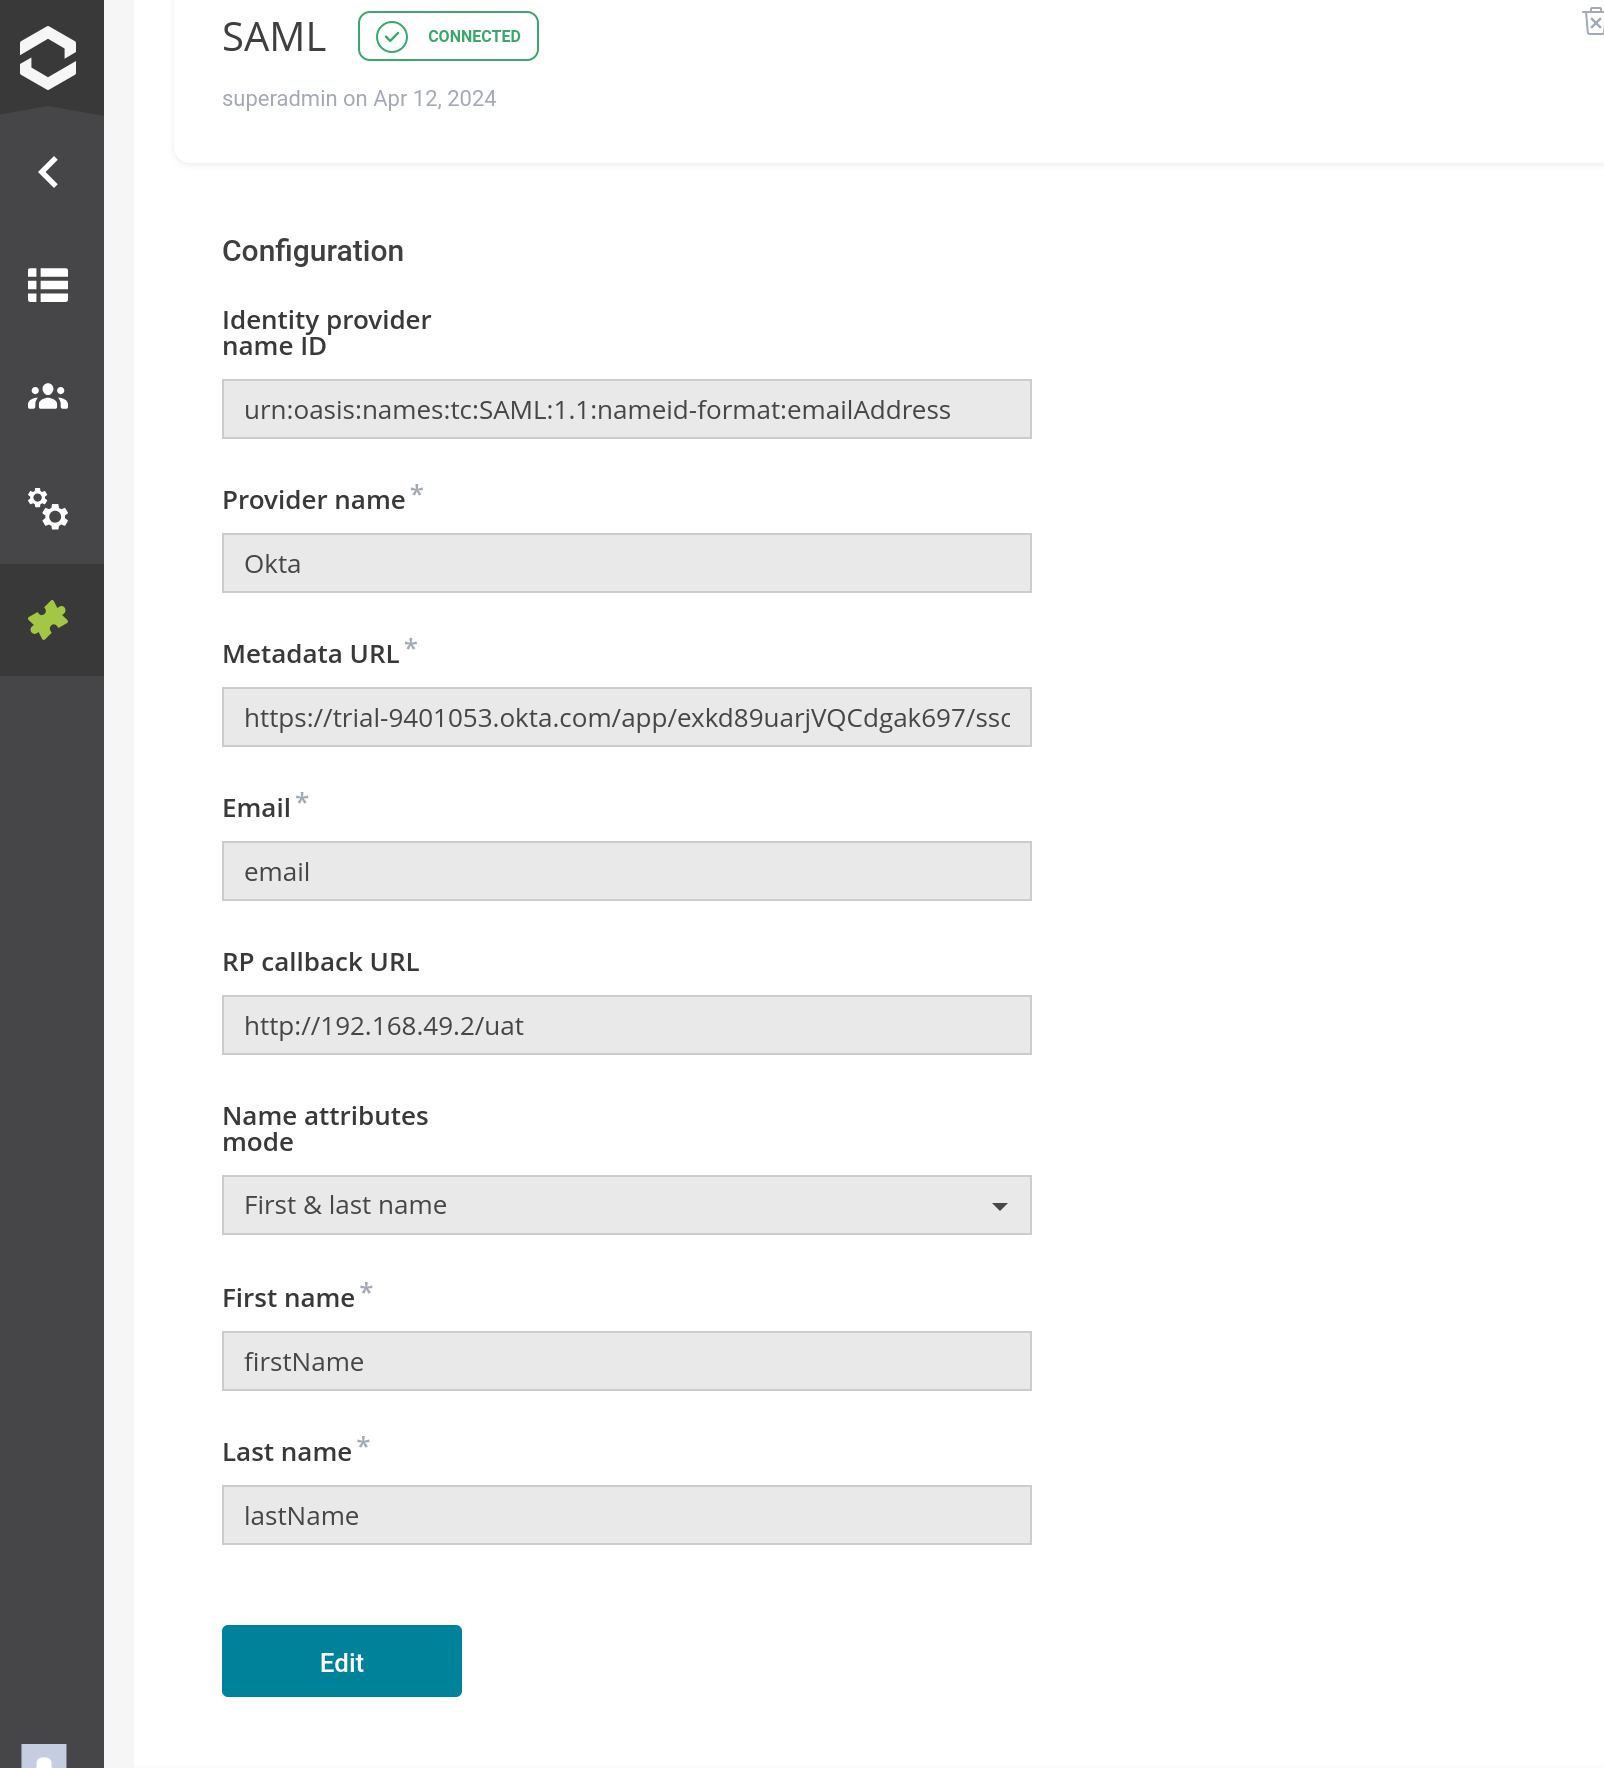 SAML
CONNECTED
superadmin on Apr 12, 2024
Configuration
Identity provider
name ID
urn:oasis:names:tc:SAML:1.1:nameid-format:emailAddress
Provider name *
Okta
Metadata URL *
https://trial-9401053.okta.com/app/exkd89uarjVQCdgak697/ssc
Email *
email
RP callback URL
http://192.168.49.2/uat
Name attributes
mode
First & last name
First name *
firstName
Last name *
lastName
Edit